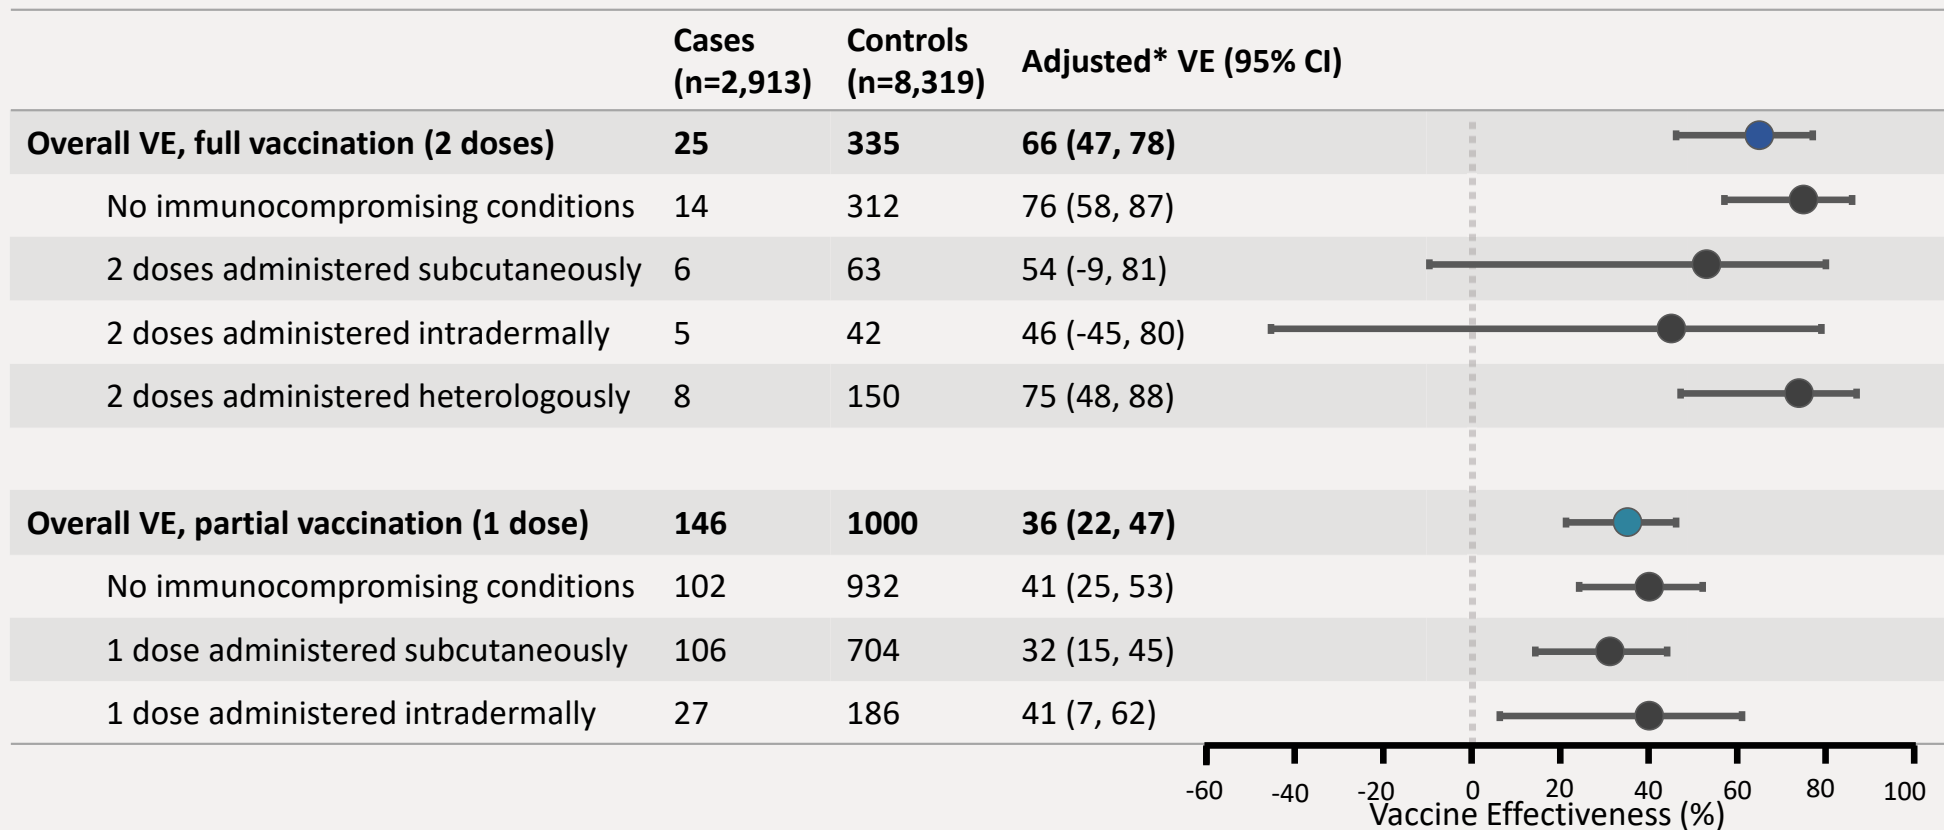 Cases Controls Adjusted* VE (95% CI)
(n=2,913) (n=8,319)
Overall VE, full vaccination (2 doses) 25 335 66 (47, 78)
No immunocompromising conditions 14 312 76 (58, 87)
2 doses administered subcutaneously 6 63 54 (-9, 81)
2 doses administered intradermally 5 42 46 (-45, 80)
2 doses administered heterologously 8 150 75 (48, 88)
Overall VE, partial vaccination (1 dose) 146 1000 36 (22, 47)
No immunocompromising conditions 102 932 41 (25, 53)
1 dose administered subcutaneously 106 704 32 (15, 45)
1 dose administered intradermally 27 186 41 (7, 62)
-60 -40 -20 0 20 40 60 80 100
Vaccine Effectiveness (%)